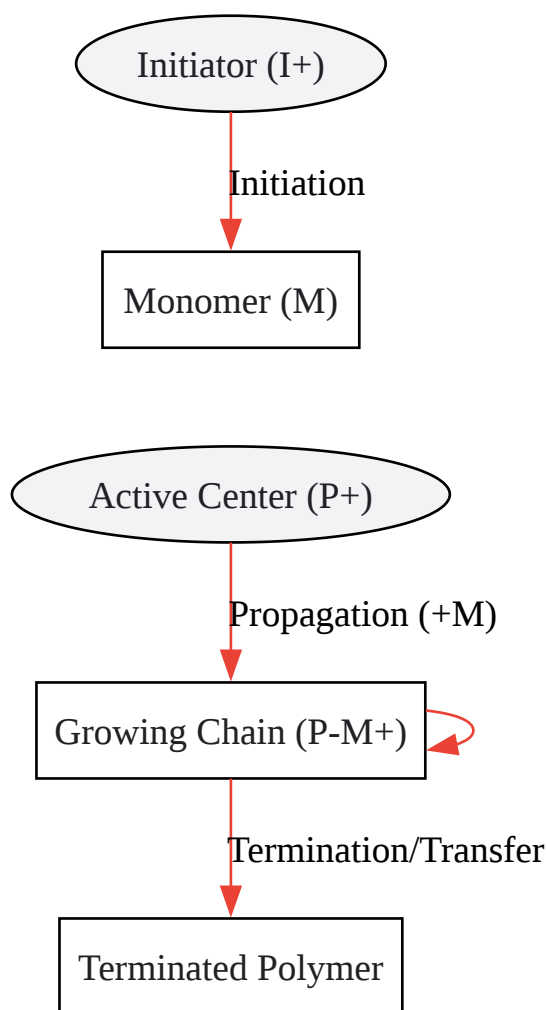 Initiator (I+)
Initiation
Monomer (M)
Active Center (P+)
Propagation (+M)
Growing Chain (P-M+)
Termination/Transfer
Terminated Polymer